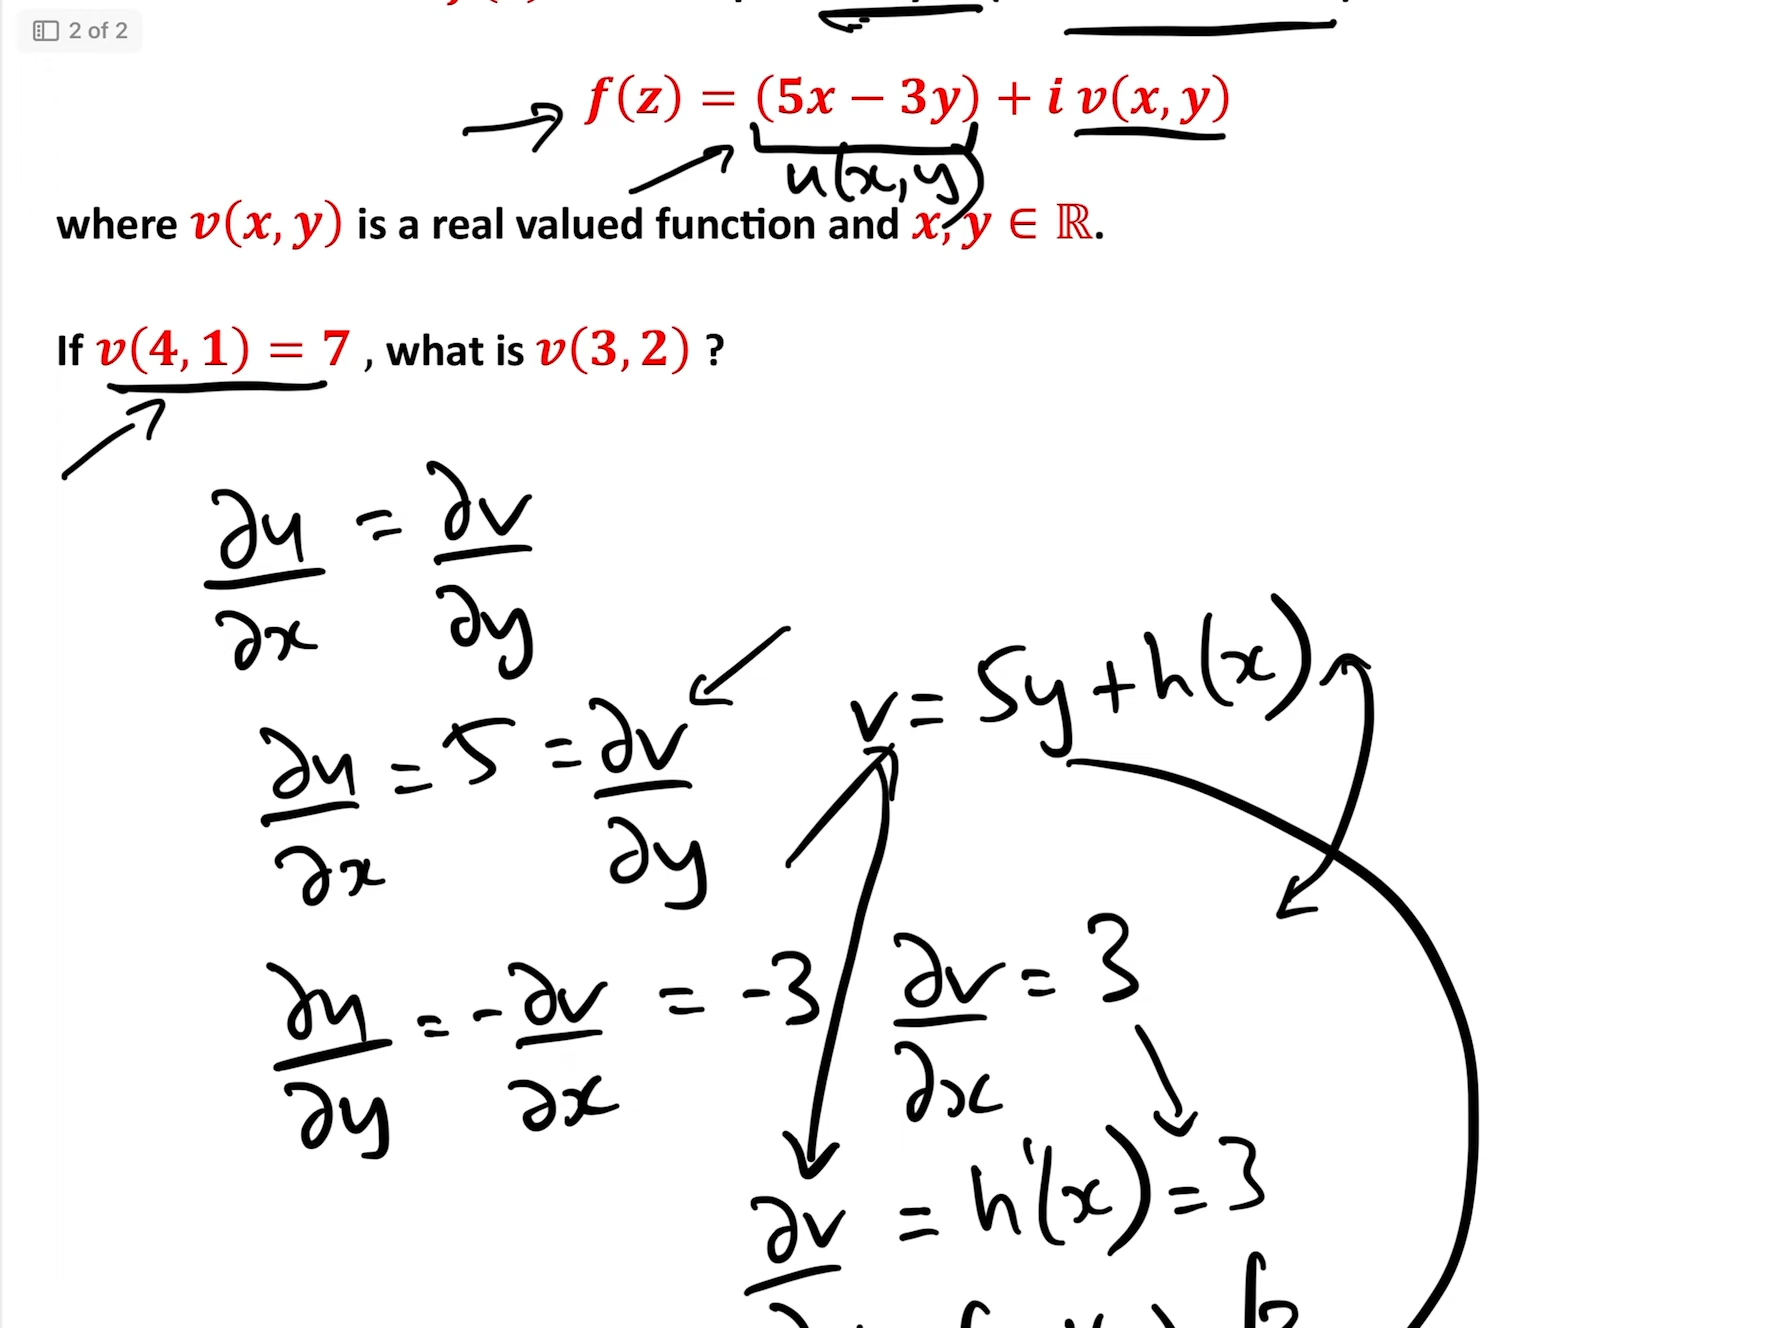 2 of 2
f(z) = (5x − 3y) + i v(x, y)
u(x,y)
where v(x, y) is a real valued function and x, y ∈ ℝ.
If v(4, 1) = 7 , what is v(3, 2) ?
∂u/∂x = ∂v/∂y
∂u/∂x = 5 = ∂v/∂y
v = 5y + h(x)
∂u/∂y = -∂v/∂x = -3
∂v/∂x = 3
∂v = h'(x) = 3